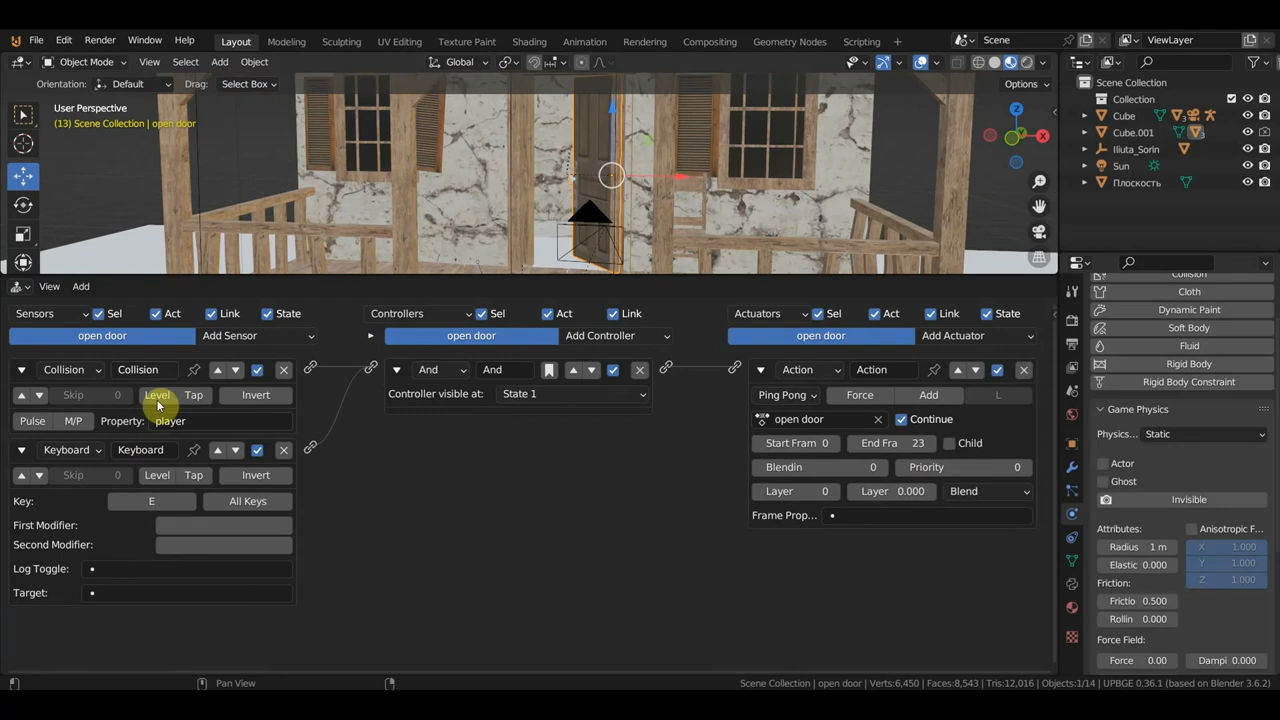 File Edit Render Window Help Layout Modeling Sculpting UV Editing Texture Paint Shading Animation Rendering Compositing Geometry Nodes Scripting + Scene ViewLayer
Object Mode View Select Add Object Global
Orientation: Default Drag: Select Box Options
User Perspective
(13) Scene Collection | open door
Z
X
Y
Scene Collection
Collection
Cube 3
Cube.001 3
Iliuta_Sorin
Sun
Плоскость
View Add
Sensors Sel Act Link State Controllers Sel Act Link Actuators Sel Act Link State
open door Add Sensor open door Add Controller open door Add Actuator
Collision Collision And And Action Action
Skip 0 Level Tap Invert Controller visible at: State 1 Ping Pong Force Add L
Pulse M/P Property: player open door Continue
Keyboard Keyboard Start Fram 0 End Fra 23 Child
Skip 0 Level Tap Invert Blendin 0 Priority 0
Key: E All Keys Layer 0 Layer 0.000 Blend
First Modifier: Frame Prop...
Second Modifier:
Log Toggle:
Target:
Collision
Cloth
Dynamic Paint
Soft Body
Fluid
Rigid Body
Rigid Body Constraint
Game Physics
Physics... Static
Actor
Ghost
Invisible
Attributes: Anisotropic F...
Radius 1 m X 1.000
Elastic 0.000 Y 1.000
Friction: Z 1.000
Frictio 0.500
Rollin 0.000
Force Field:
Force 0.00 Dampi 0.000
Pan View Scene Collection | open door | Verts:6,450 | Faces:8,543 | Tris:12,016 | Objects:1/14 | UPBGE 0.36.1 (based on Blender 3.6.2)